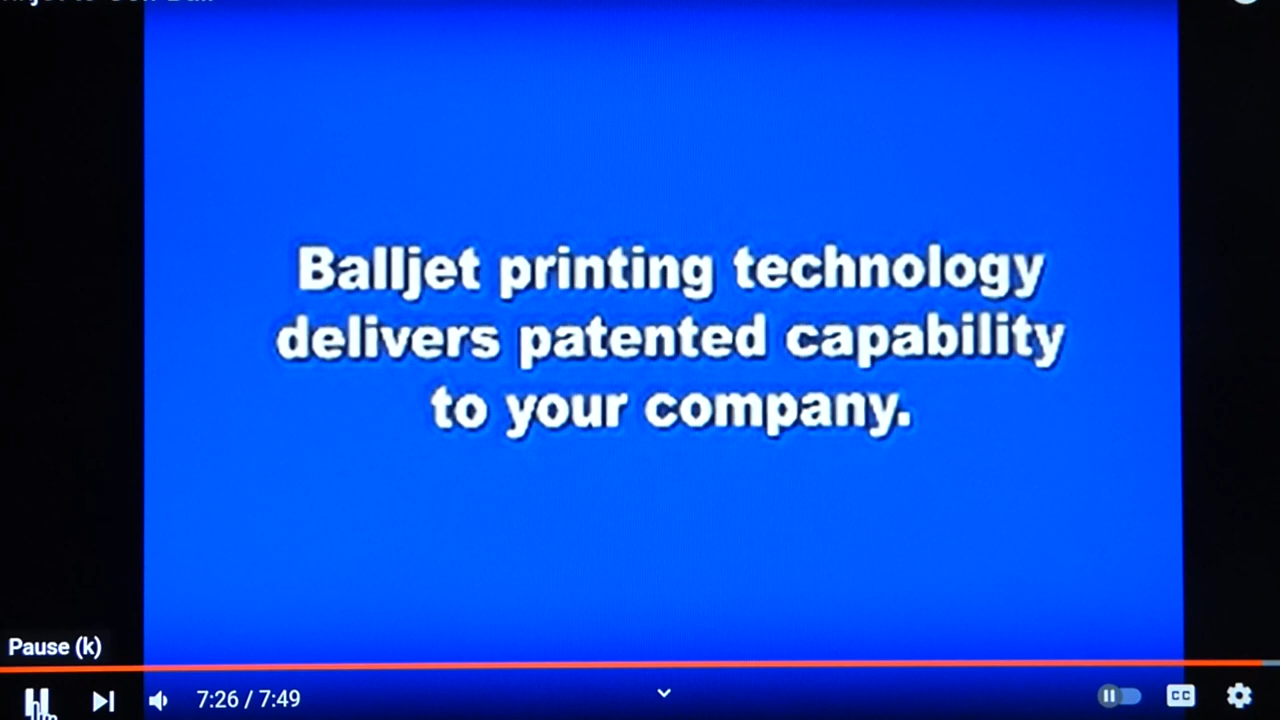 Balljet printing technology
delivers patented capability
to your company.
Pause (k)
7:26 / 7:49
CC